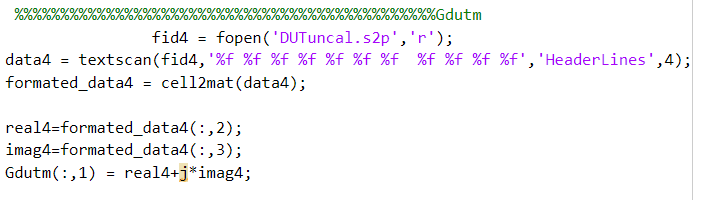 %%%%%%%%%%%%%%%%%%%%%%%%%%%%%%%%%%%%%%%%%%%%%%Gdutm
fid4 = fopen('DUTuncal.s2p','r');
data4 = textscan(fid4,'%f %f %f %f %f %f %f  %f %f %f %f','HeaderLines',4);
formated_data4 = cell2mat(data4);
real4=formated_data4(:,2);
imag4=formated_data4(:,3);
Gdutm(:,1) = real4+j*imag4;